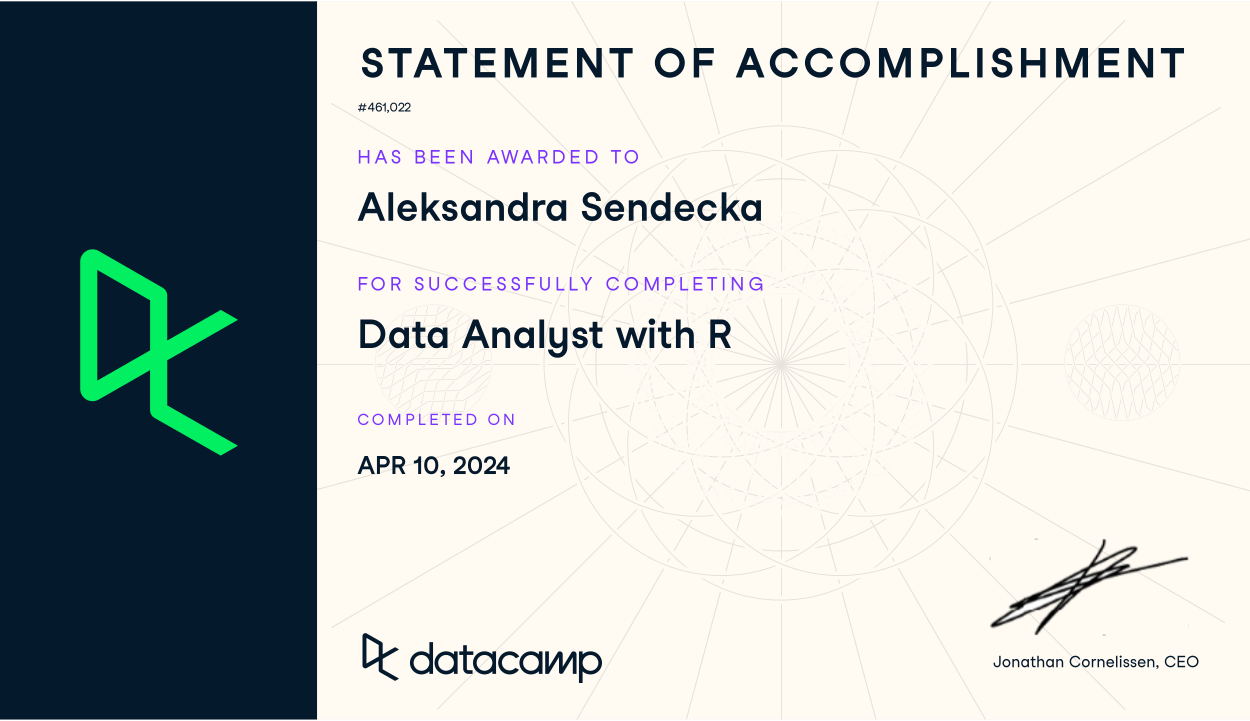 STATEMENT OF ACCOMPLISHMENT
#461,022
HAS BEEN AWARDED TO
Aleksandra Sendecka
FOR SUCCESSFULLY COMPLETING
Data Analyst with R
COMPLETED ON
APR 10, 2024
datacamp
Jonathan Cornelissen, CEO